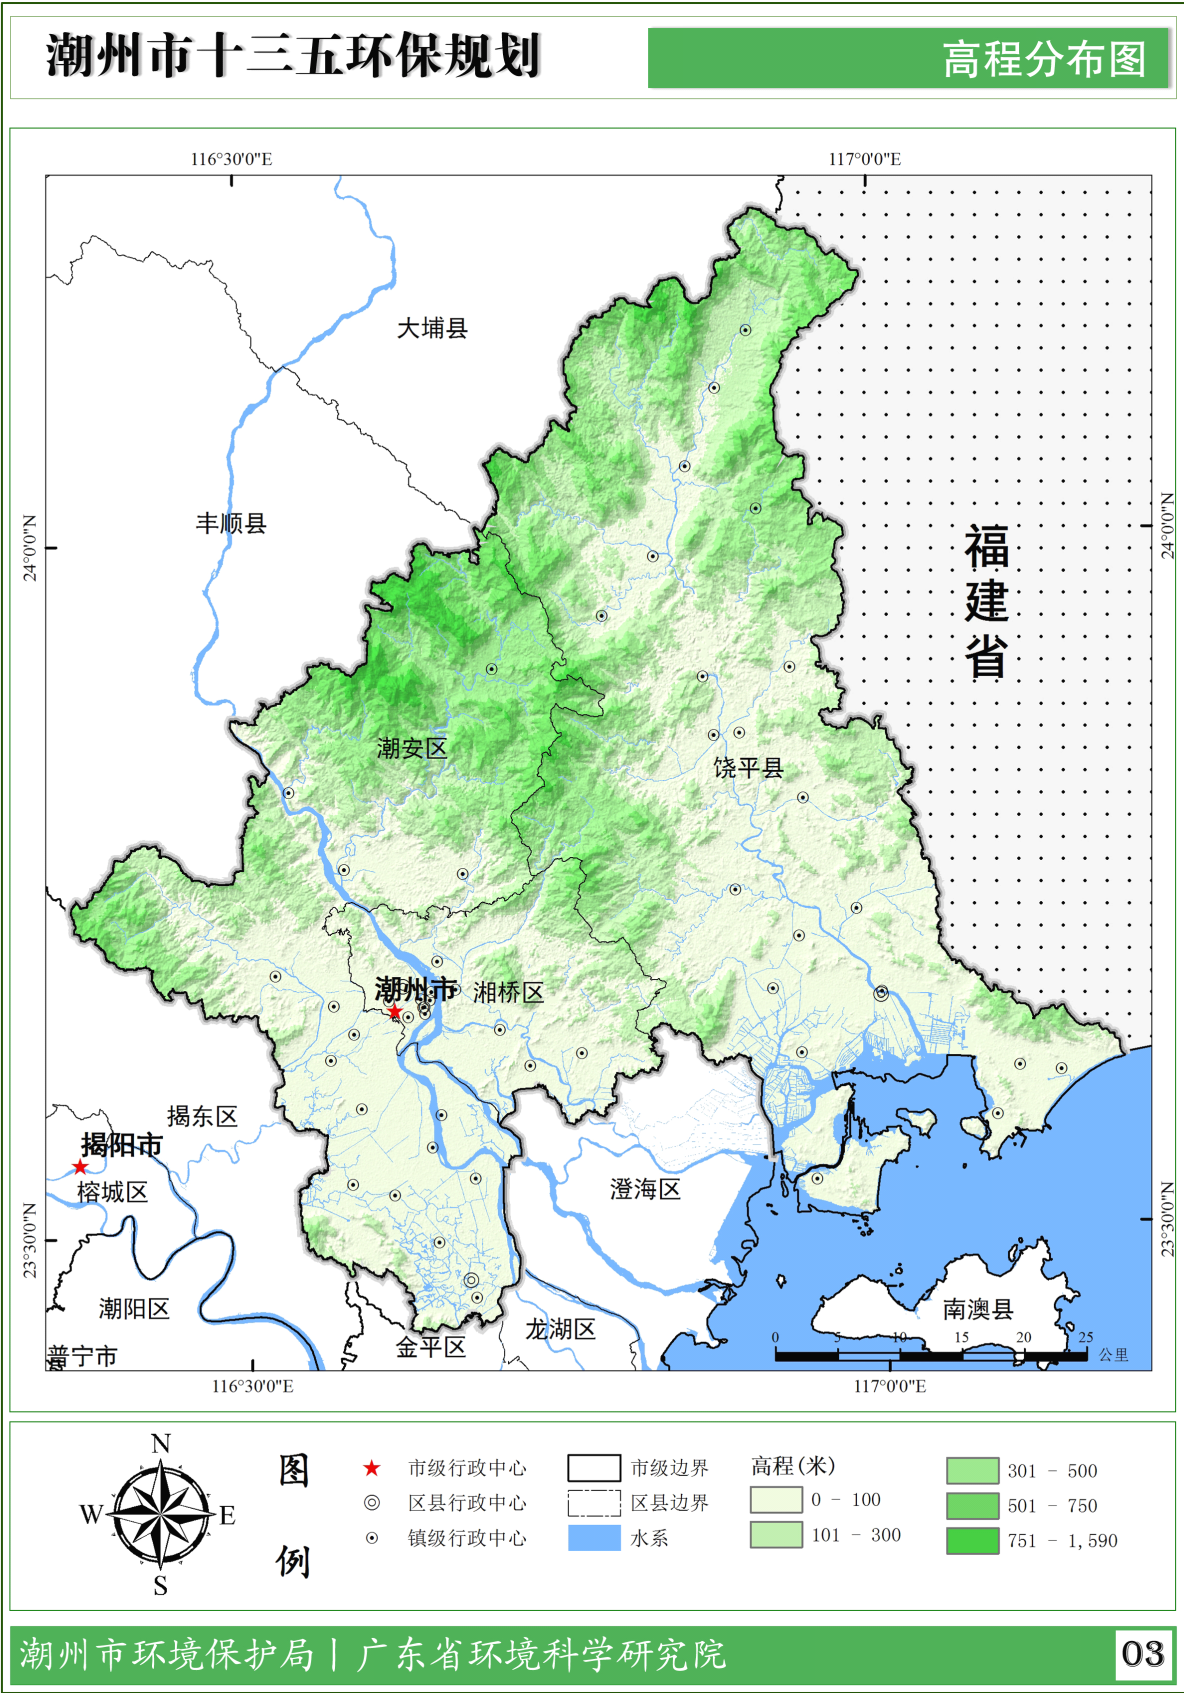 潮州市十三五环保规划
高程分布图
116°30'0"E
117°0'0"E
大埔县
丰顺县
24°0'0"N
24°0'0"N
福建省
潮安区
饶平县
潮州市
湘桥区
揭东区
揭阳市
榕城区
澄海区
23°30'0"N
23°30'0"N
潮阳区
龙湖区
南澳县
金平区
普宁市
0 5 10 15 20 25
公里
116°30'0"E
117°0'0"E
N
W E
S
图例
市级行政中心
区县行政中心
镇级行政中心
市级边界
区县边界
水系
高程(米)
0 - 100
101 - 300
301 - 500
501 - 750
751 - 1,590
潮州市环境保护局丨广东省环境科学研究院
03